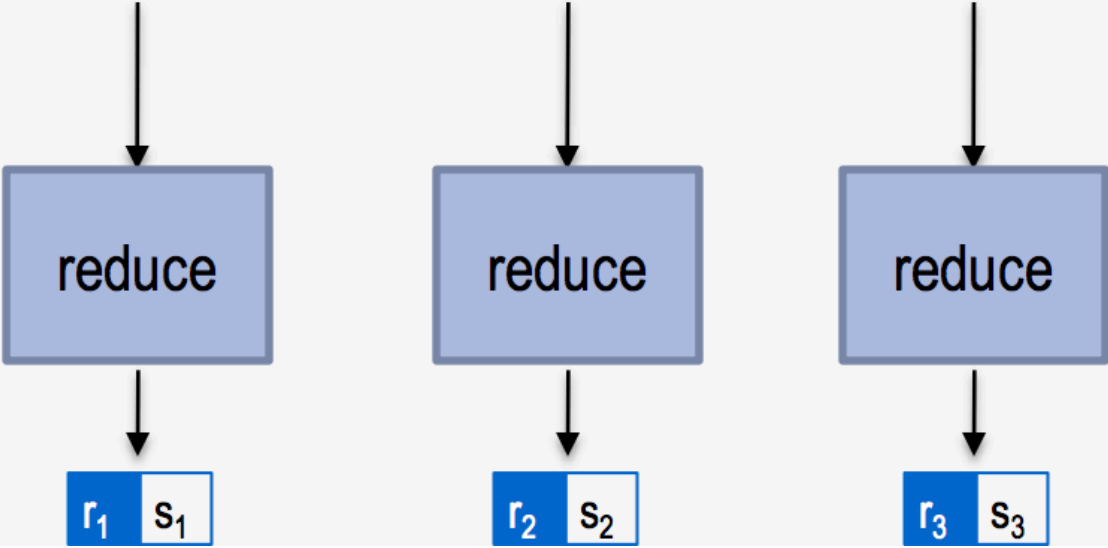 reduce reduce reduce
r₁ s₁ r₂ s₂ r₃ s₃